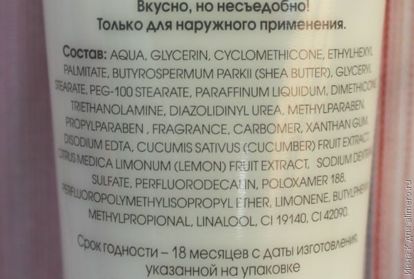 Вкусно, но несъедобно!
Только для наружного применения.
Состав: AQUA, GLYCERIN, CYCLOMETHICONE, ETHYLHEXYL
PALMITATE, BUTYROSPERMUM PARKII (SHEA BUTTER), GLYCERYL
STEARATE, PEG-100 STEARATE, PARAFFINUM LIQUIDUM, DIMETHICONE,
TRIETHANOLAMINE, DIAZOLIDINYL UREA, METHYLPARABEN,
PROPYLPARABEN , FRAGRANCE, CARBOMER, XANTHAN GUM,
DISODIUM EDTA, CUCUMIS SATIVUS (CUCUMBER) FRUIT EXTRACT,
CITRUS MEDICA LIMONUM (LEMON) FRUIT EXTRACT, SODIUM DEXTRAN
SULFATE, PERFLUORODECALIN, POLOXAMER 188,
PERFLUOROPOLYMETHYLISOPROPYL ETHER, LIMONENE, BUTYLPHENYL
METHYLPROPIONAL, LINALOOL, CI 19140, CI 42090.
Срок годности – 18 месяцев с даты изготовления,
указанной на упаковке